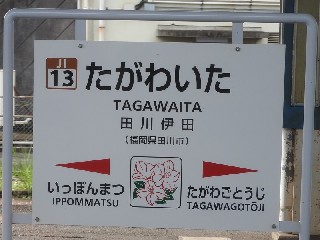 JI
13
たがわいた
TAGAWAITA
田川伊田
（福岡県田川市）
いっぽんまつ
IPPOMMATSU
たがわごとうじ
TAGAWAGOTŌJI